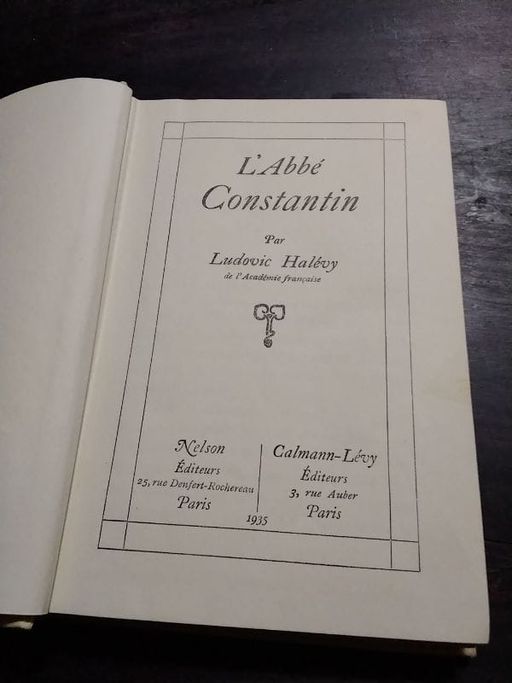 L'Abbé
Constantin
Par
Ludovic Halévy
de l'Académie française
Nelson
Éditeurs
25, rue Denfert-Rochereau
Paris
Calmann-Lévy
Éditeurs
3, rue Auber
Paris
1935